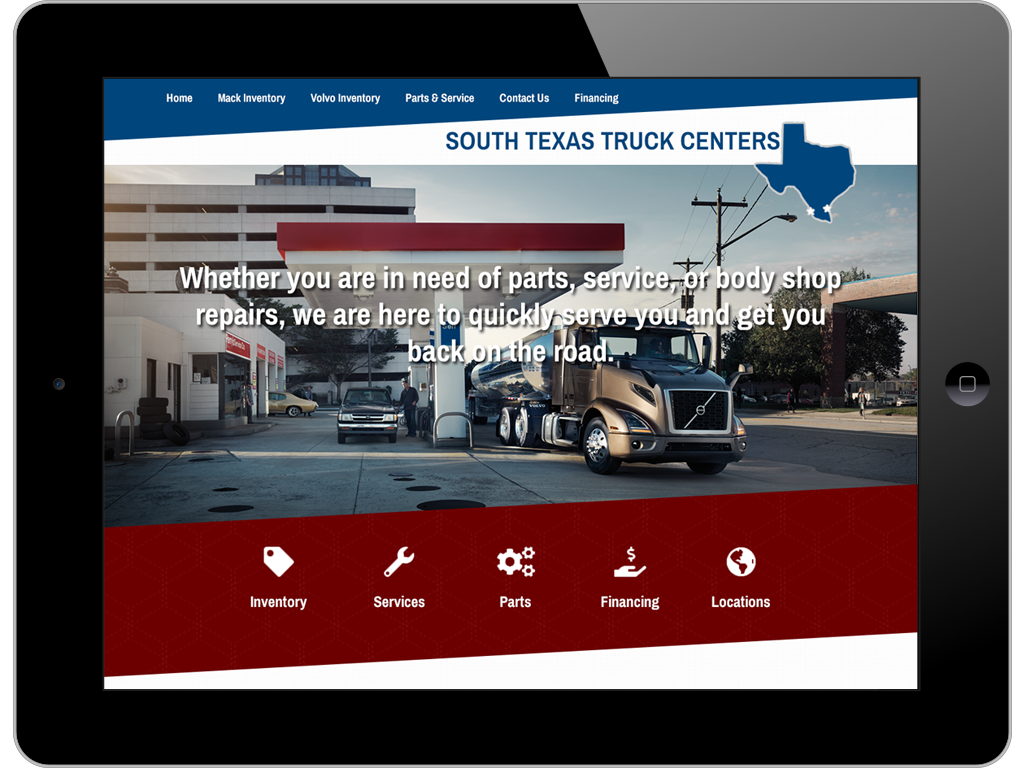 Home Mack Inventory Volvo Inventory Parts & Service Contact Us Financing
SOUTH TEXAS TRUCK CENTERS
Whether you are in need of parts, service, or body shop
repairs, we are here to quickly serve you and get you
back on the road.
Inventory Services Parts Financing Locations